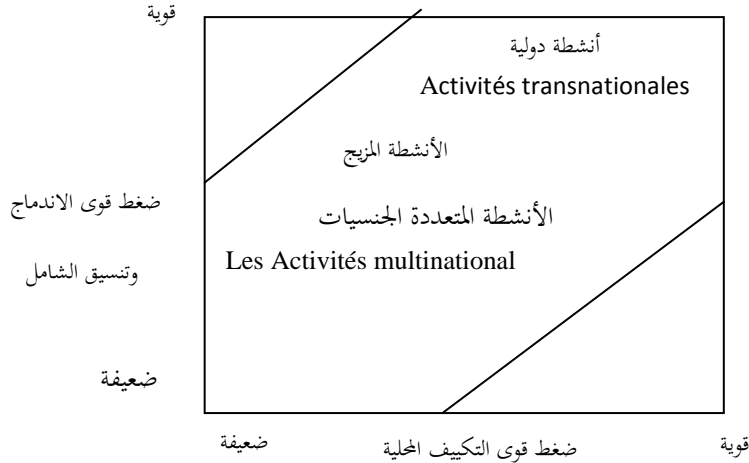 قوية
أنشطة دولية
Activités transnationales
الأنشطة المزيج
ضغط قوى الاندماج
الأنشطة المتعددة الجنسيات
وتنسيق الشامل
Les Activités multinational
ضعيفة
ضعيفة
ضغط قوى التكييف المحلية
قوية